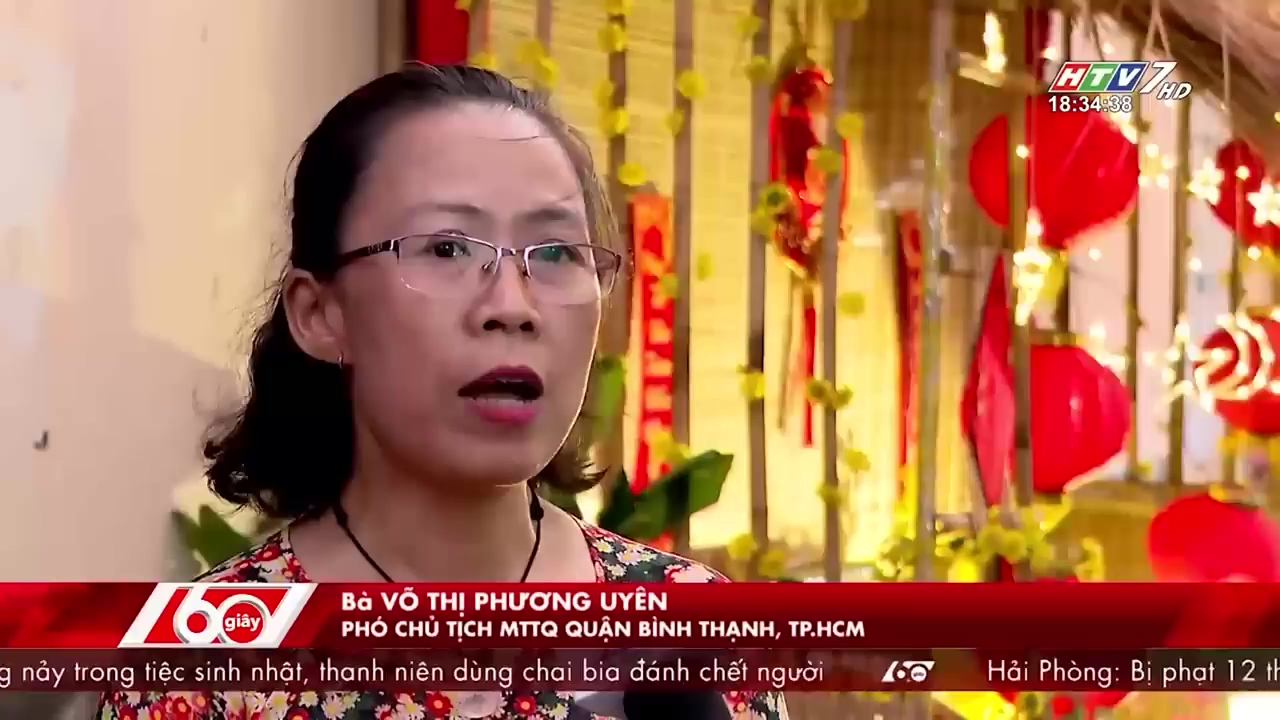 HTV7 HD
18:34:38
60 giây
Bà VÕ THỊ PHƯƠNG UYÊN
PHÓ CHỦ TỊCH MTTQ QUẬN BÌNH THẠNH, TP.HCM
nảy trong tiệc sinh nhật, thanh niên dùng chai bia đánh chết người 60 Hải Phòng: Bị phạt 12